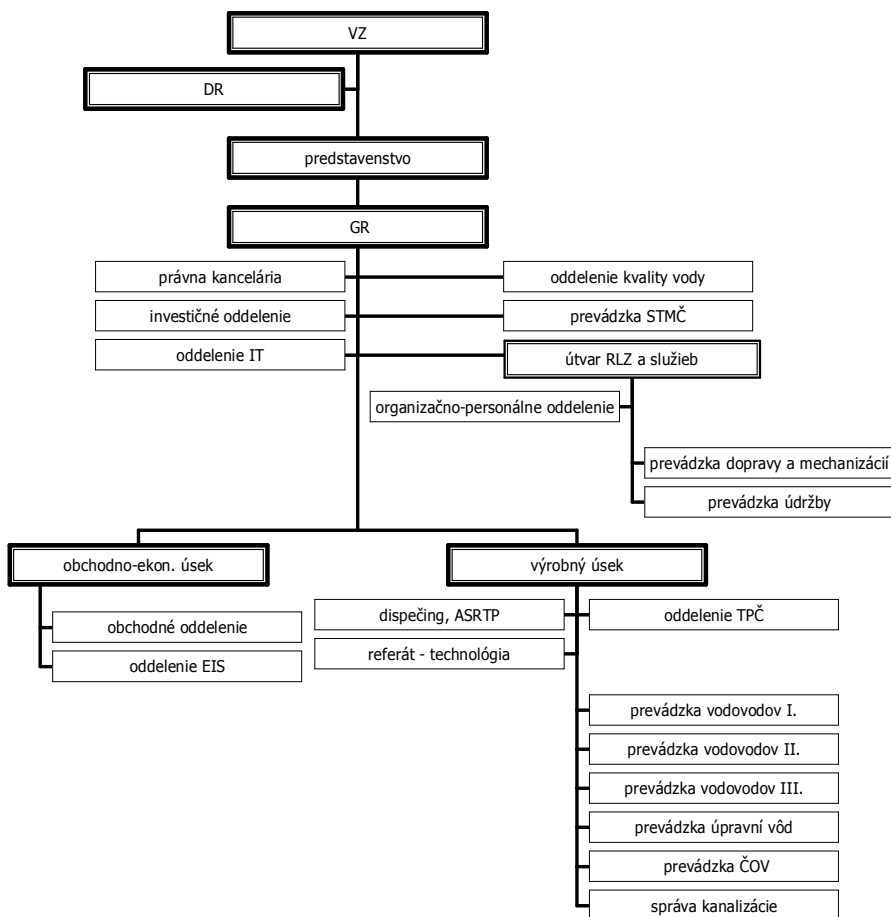 VZ
DR
predstavenstvo
GR
právna kancelária
oddelenie kvality vody
investičné oddelenie
prevádzka STMČ
oddelenie IT
útvar RLZ a služieb
organizačno-personálne oddelenie
prevádzka dopravy a mechanizácií
prevádzka údržby
obchodno-ekon. úsek
výrobný úsek
obchodné oddelenie
oddelenie EIS
dispečing, ASRTP
oddelenie TPČ
referát - technológia
prevádzka vodovodov I.
prevádzka vodovodov II.
prevádzka vodovodov III.
prevádzka úpravní vôd
prevádzka ČOV
správa kanalizácie